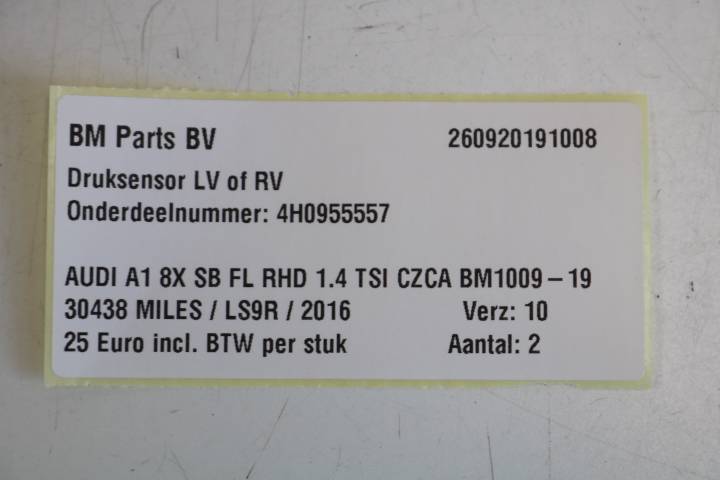 BM Parts BV 260920191008
Druksensor LV of RV
Onderdeelnummer: 4H0955557
AUDI A1 8X SB FL RHD 1.4 TSI CZCA BM1009-19
30438 MILES / LS9R / 2016 Verz: 10
25 Euro incl. BTW per stuk Aantal: 2